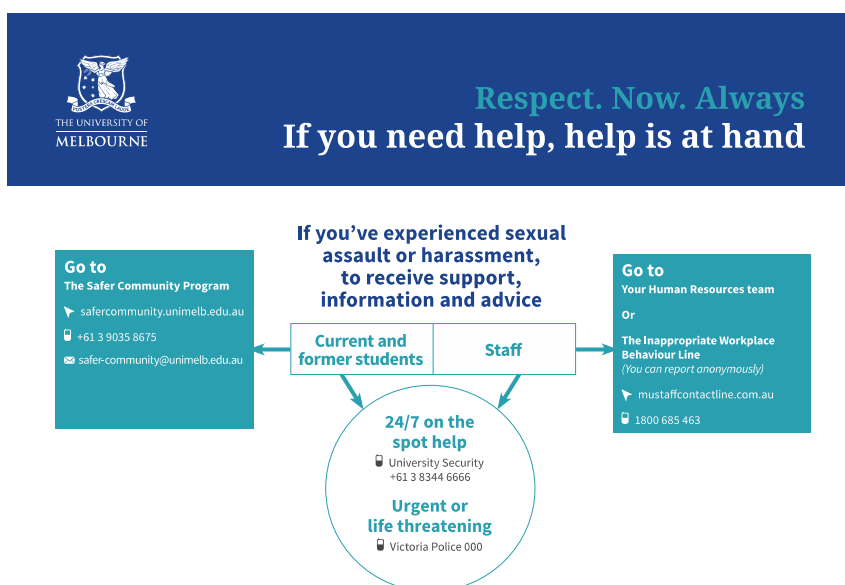 THE UNIVERSITY OF
MELBOURNE
Respect. Now. Always
If you need help, help is at hand
If you’ve experienced sexual
assault or harassment,
to receive support,
information and advice
Go to
The Safer Community Program
safercommunity.unimelb.edu.au
+61 3 9035 8675
safer-community@unimelb.edu.au
Current and
former students
Staff
Go to
Your Human Resources team
Or
The Inappropriate Workplace
Behaviour Line
(You can report anonymously)
mustaffcontactline.com.au
1800 685 463
24/7 on the
spot help
University Security
+61 3 8344 6666
Urgent or
life threatening
Victoria Police 000